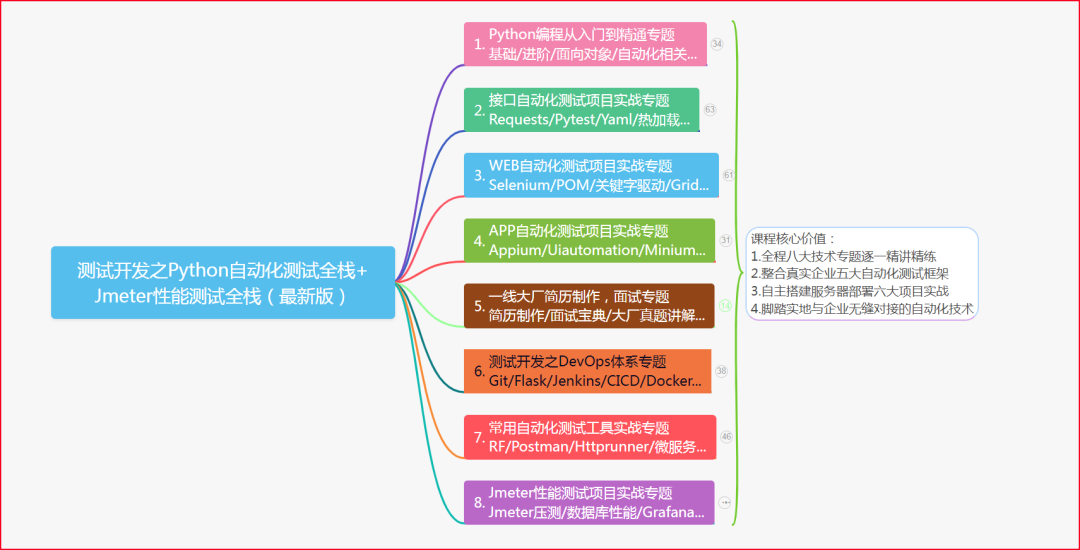 测试开发之Python自动化测试全栈+
Jmeter性能测试全栈（最新版）
1. Python编程从入门到精通专题
基础/进阶/面向对象/自动化相关...
34
2. 接口自动化测试项目实战专题
Requests/Pytest/Yaml/热加载...
63
3. WEB自动化测试项目实战专题
Selenium/POM/关键字驱动/Grid...
61
4. APP自动化测试项目实战专题
Appium/Uiautomation/Minium...
31
5. 一线大厂简历制作，面试专题
简历制作/面试宝典/大厂真题讲解...
6. 测试开发之DevOps体系专题
Git/Flask/Jenkins/CICD/Docker...
38
7. 常用自动化测试工具实战专题
RF/Postman/Httprunner/微服务...
46
8. Jmeter性能测试项目实战专题
Jmeter压测/数据库性能/Grafana...
课程核心价值：
1.全程八大技术专题逐一精讲精练
2.整合真实企业五大自动化测试框架
3.自主搭建服务器部署六大项目实战
4.脚踏实地与企业无缝对接的自动化技术